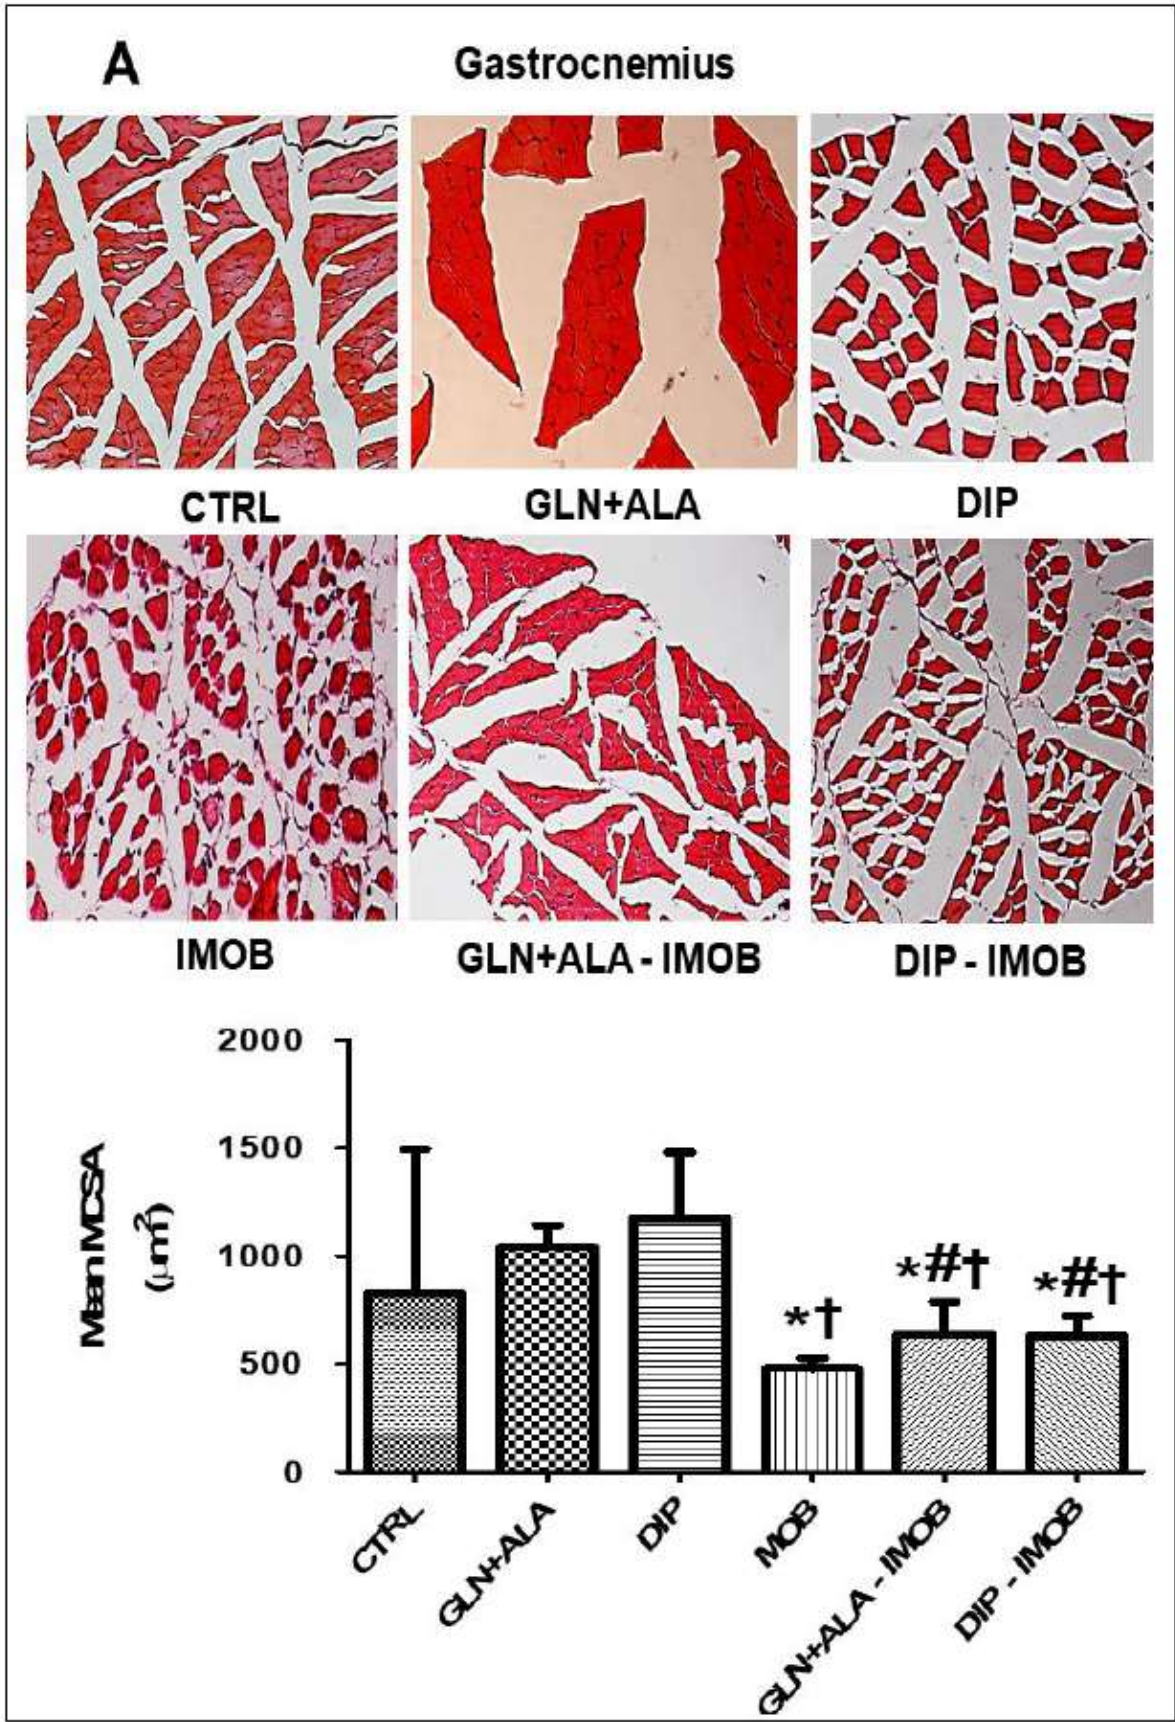 A
Gastrocnemius
CTRL
GLN+ALA
DIP
IMOB
GLN+ALA - IMOB
DIP - IMOB
2000
1500
1000
500
0
Mean MCSA
(µm²)
*†
*#†
*#†
CTRL
GLN+ALA
DIP
MOB
GLN+ALA - IMOB
DIP - IMOB